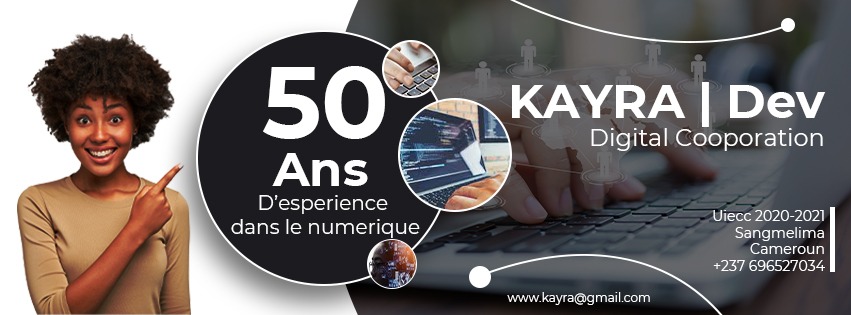 50
Ans
D'esperience
dans le numerique
KAYRA | Dev
Digital Cooporation
Uiecc 2020-2021
Sangmelima
Cameroun
+237 696527034
www.kayra@gmail.com